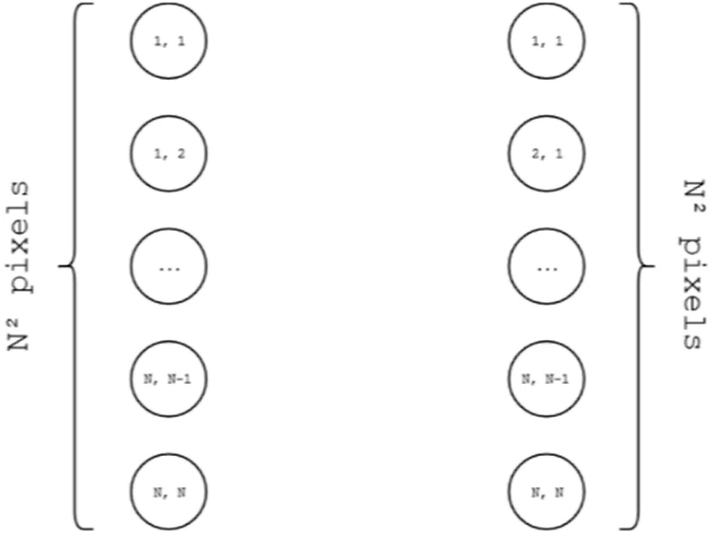 N² pixels
1, 1
1, 2
...
N, N-1
N, N
1, 1
2, 1
...
N, N-1
N, N
N² pixels